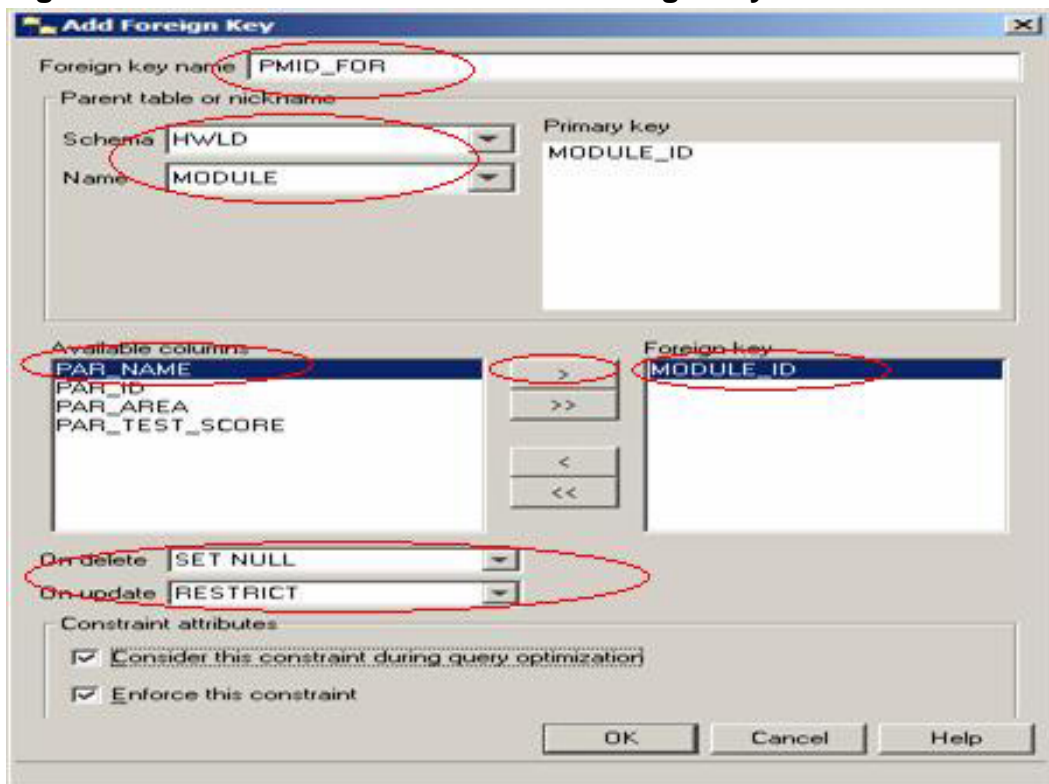 Add Foreign Key
Foreign key name PMID_FOR
Parent table or nickname
Schema HWLD
Name MODULE
Primary key
MODULE_ID
Available columns
PAR_NAME
PAR_ID
PAR_AREA
PAR_TEST_SCORE
>
>>
<
<<
Foreign key
MODULE_ID
On delete SET NULL
On update RESTRICT
Constraint attributes
Consider this constraint during query optimization
Enforce this constraint
OK Cancel Help